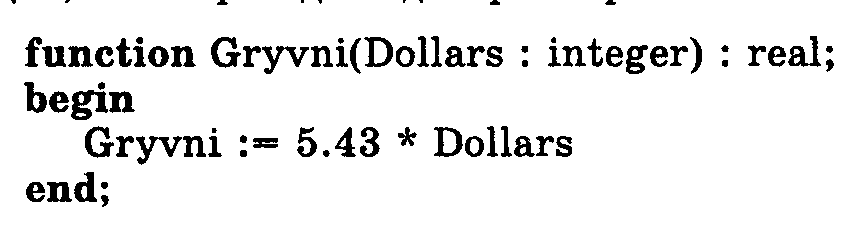 function Gryvni(Dollars : integer) : real;
begin
Gryvni := 5.43 * Dollars
end;